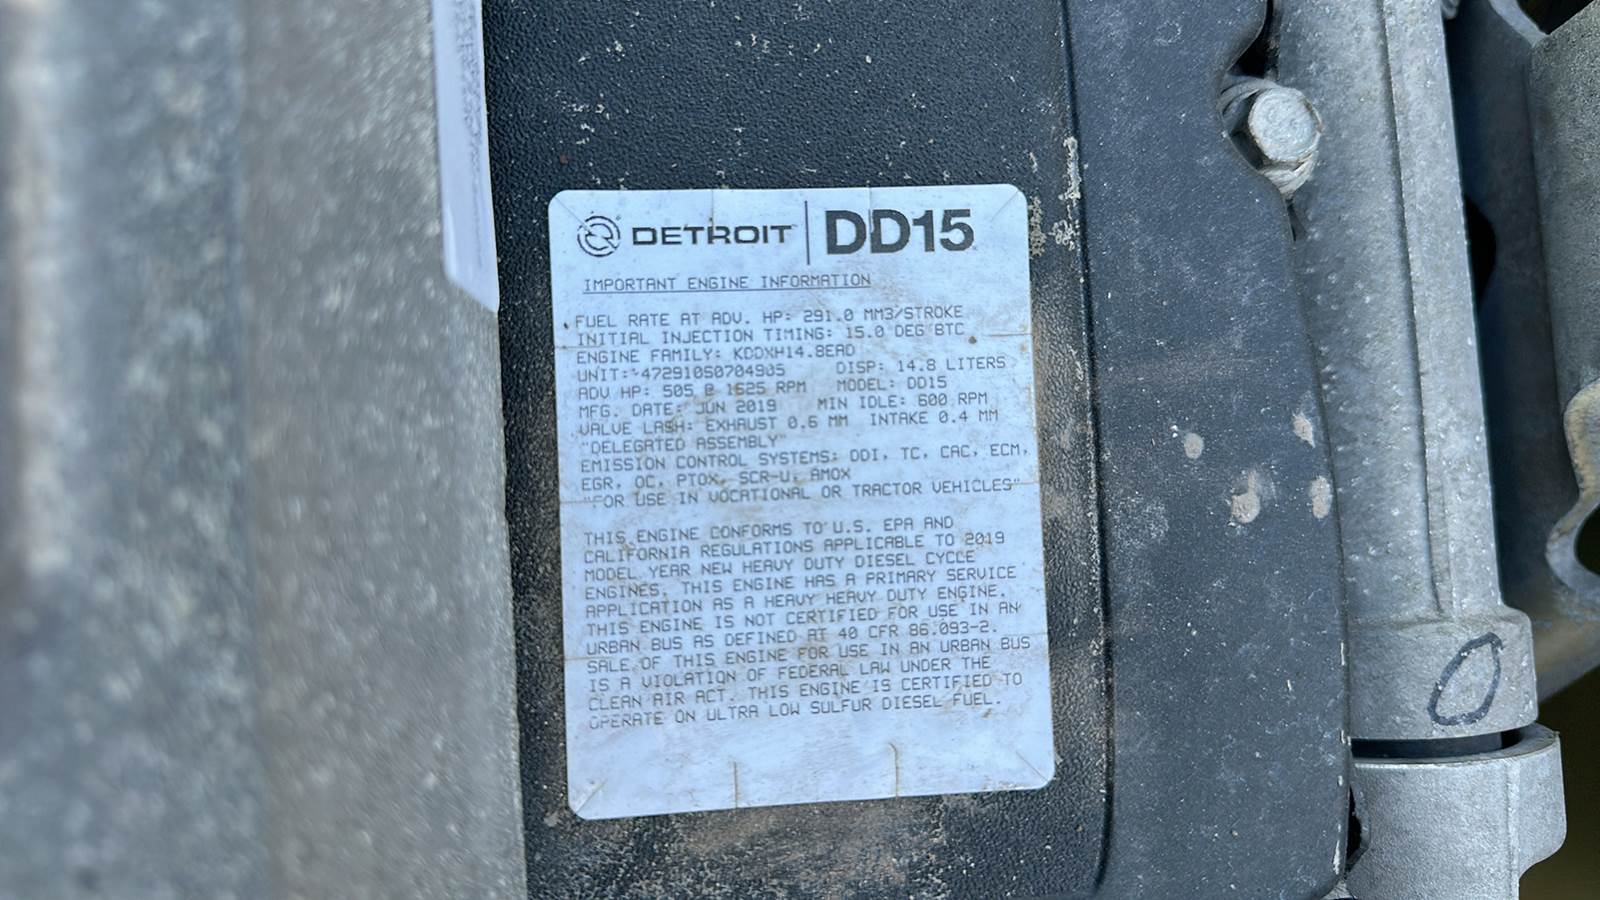 DETROIT DD15
IMPORTANT ENGINE INFORMATION
FUEL RATE AT ADV. HP: 291.0 MM3/STROKE
INITIAL INJECTION TIMING: 15.0 DEG BTC
ENGINE FAMILY: KDDXH14.8EAD
UNIT: 472910S0704905 DISP: 14.8 LITERS
ADV HP: 505 @ 1625 RPM MODEL: DD15
MFG. DATE: JUN 2019 MIN IDLE: 600 RPM
VALVE LASH: EXHAUST 0.6 MM INTAKE 0.4 MM
"DELEGATED ASSEMBLY"
EMISSION CONTROL SYSTEMS: DDI, TC, CAC, ECM,
EGR, OC, PTOX, SCR-U, AMOX
"FOR USE IN VOCATIONAL OR TRACTOR VEHICLES"
THIS ENGINE CONFORMS TO U.S. EPA AND
CALIFORNIA REGULATIONS APPLICABLE TO 2019
MODEL YEAR NEW HEAVY DUTY DIESEL CYCLE
ENGINES. THIS ENGINE HAS A PRIMARY SERVICE
APPLICATION AS A HEAVY HEAVY DUTY ENGINE.
THIS ENGINE IS NOT CERTIFIED FOR USE IN AN
URBAN BUS AS DEFINED AT 40 CFR 86.093-2.
SALE OF THIS ENGINE FOR USE IN AN URBAN BUS
IS A VIOLATION OF FEDERAL LAW UNDER THE
CLEAN AIR ACT. THIS ENGINE IS CERTIFIED TO
OPERATE ON ULTRA LOW SULFUR DIESEL FUEL.
0